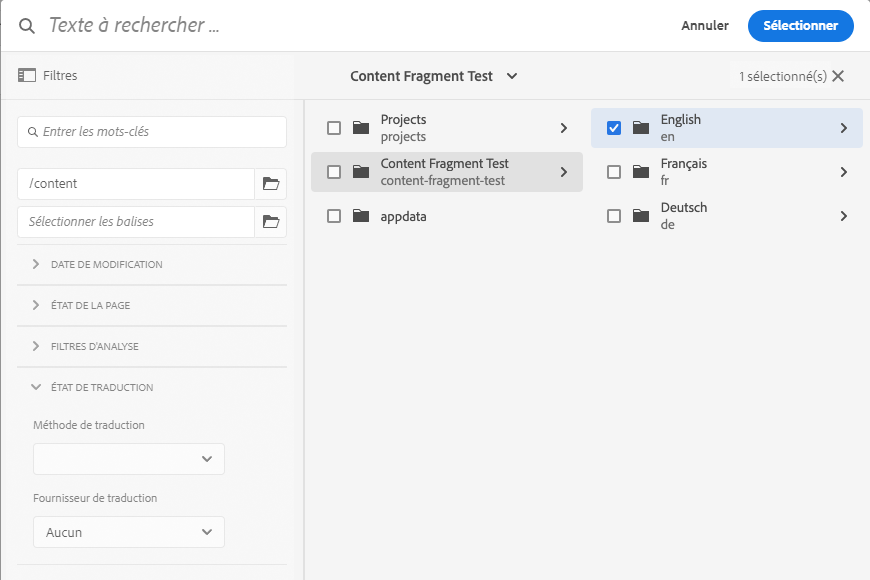 Texte à rechercher ...
Annuler
Sélectionner
Filtres
Content Fragment Test
1 sélectionné(s)
Entrer les mots-clés
/content
Sélectionner les balises
DATE DE MODIFICATION
ÉTAT DE LA PAGE
FILTRES D'ANALYSE
ÉTAT DE TRADUCTION
Méthode de traduction
Fournisseur de traduction
Aucun
Projects
projects
Content Fragment Test
content-fragment-test
appdata
English
en
Français
fr
Deutsch
de